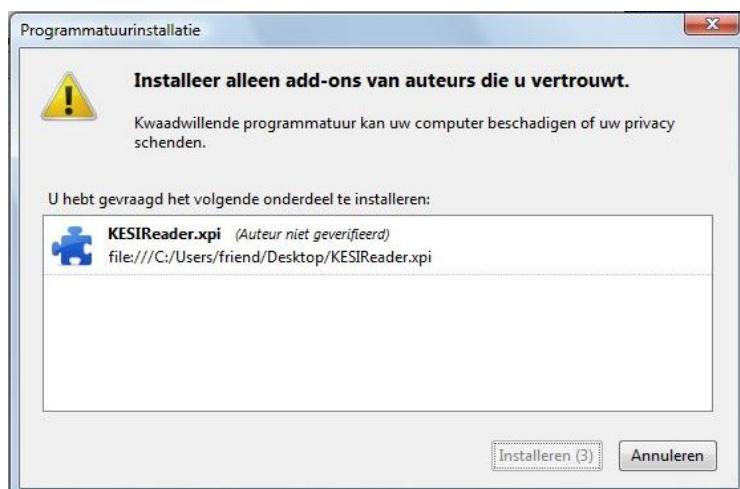 Programmatuurinstallatie
Installeer alleen add-ons van auteurs die u vertrouwt.
Kwaadwillende programmatuur kan uw computer beschadigen of uw privacy
schenden.
U hebt gevraagd het volgende onderdeel te installeren:
KESIReader.xpi (Auteur niet geverifieerd)
file:///C:/Users/friend/Desktop/KESIReader.xpi
Installeren (3) Annuleren